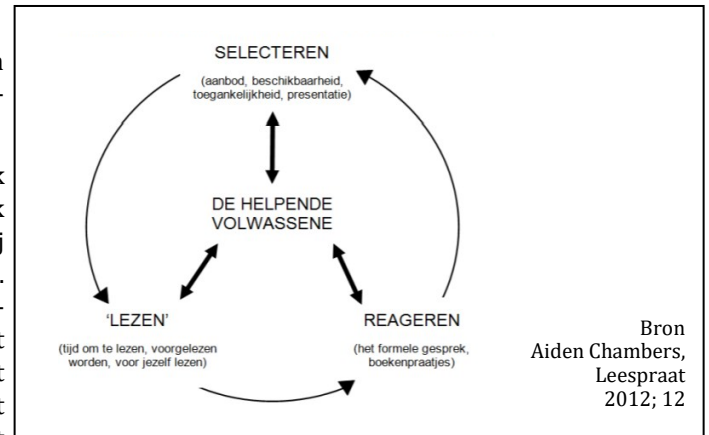 SELECTEREN
(aanbod, beschikbaarheid,
toegankelijkheid, presentatie)
DE HELPENDE
VOLWASSENE
‘LEZEN’
(tijd om te lezen, voorgelezen
worden, voor jezelf lezen)
REAGEREN
(het formele gesprek,
boekenpraatjes)
Bron
Aiden Chambers,
Leespraat
2012; 12